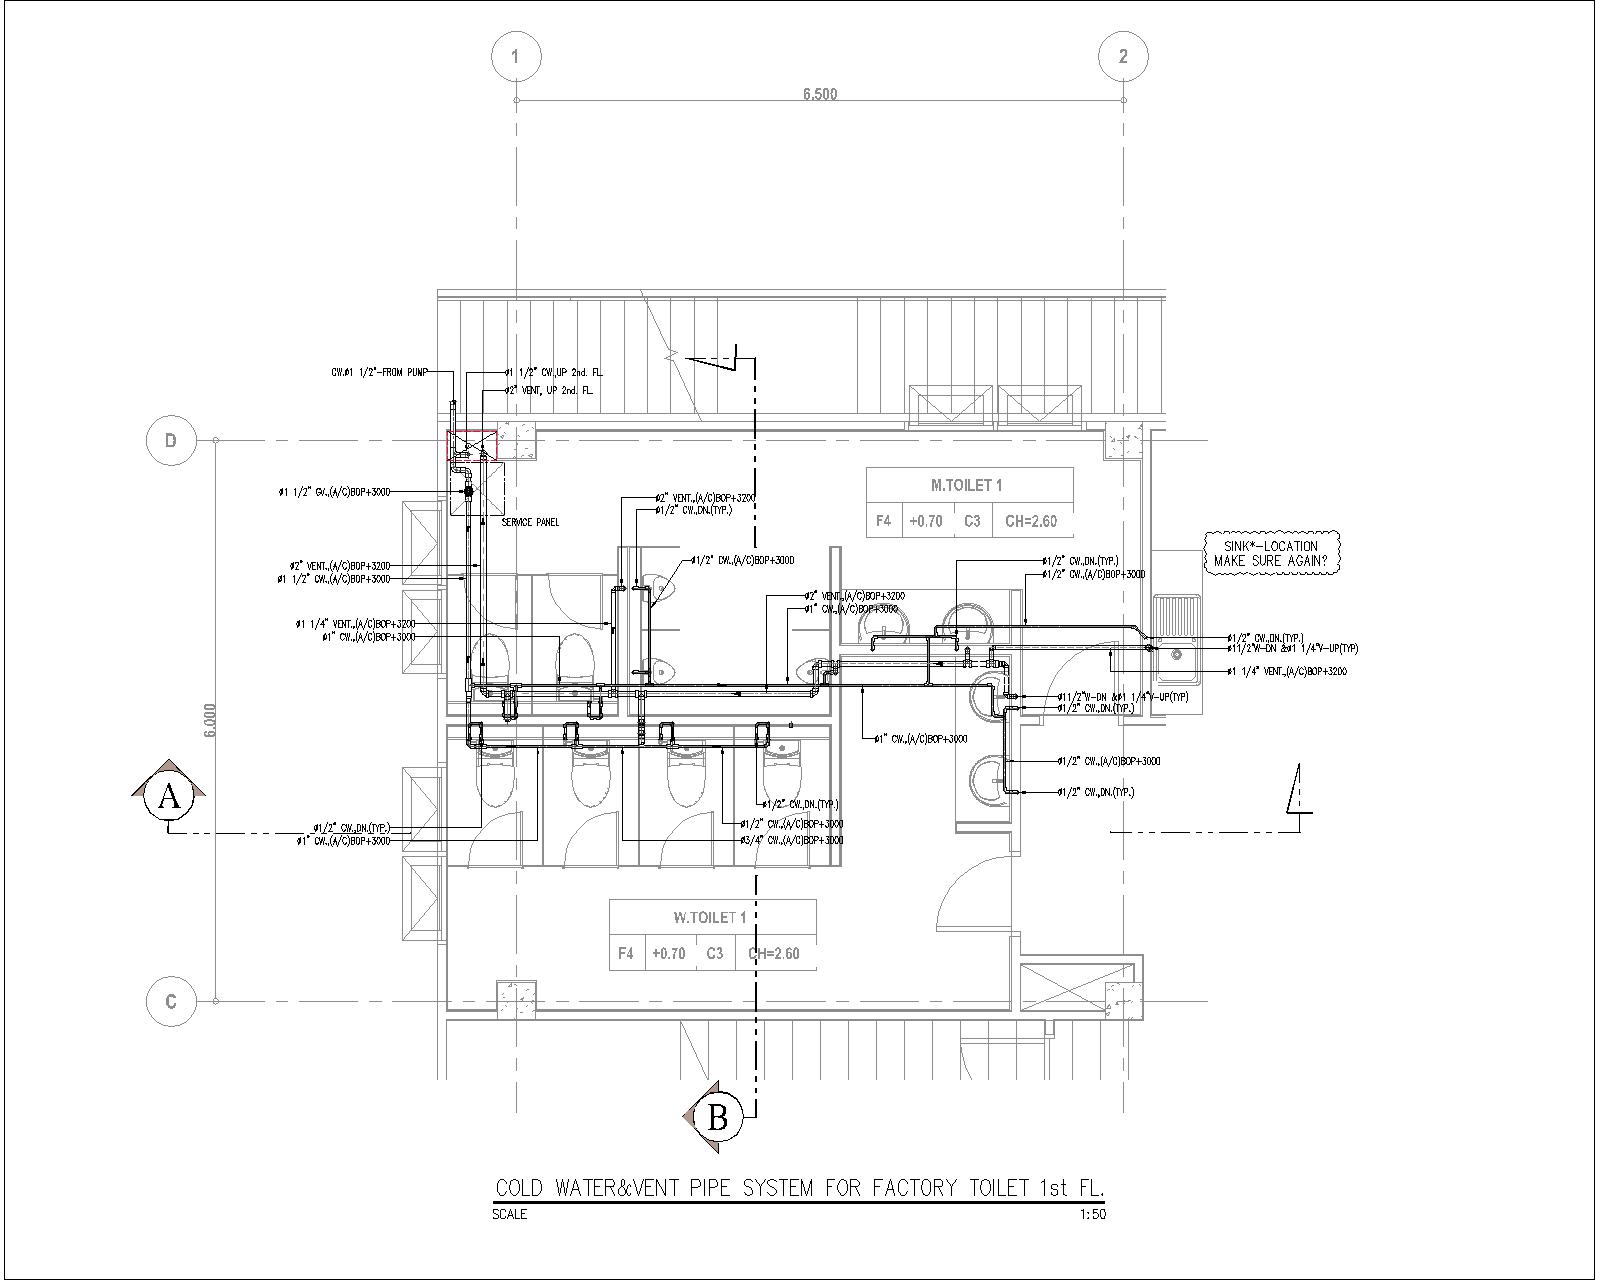 1
2
6.500
CW.ø1 1/2"-FROM PUMP
ø1 1/2" CW.,UP 2nd. FL.
ø2" VENT, UP 2nd. FL.
D
M.TOILET 1
F4 +0.70 C3 CH=2.60
ø1 1/2" GV.,(A/C)BOP+3000
SERVICE PANEL
ø2" VENT.,(A/C)BOP+3200
ø1/2" CW.,DN.(TYP.)
SINK*-LOCATION
MAKE SURE AGAIN?
ø1/2" CW.,(A/C)BOP+3000
ø1/2" CW.,DN.(TYP.)
ø1/2" CW.,(A/C)BOP+3000
ø2" VENT.,(A/C)BOP+3200
ø1 1/2" CW.,(A/C)BOP+3000
ø2" VENT.,(A/C)BOP+3200
ø1" CW.,(A/C)BOP+3000
ø1 1/4" VENT.,(A/C)BOP+3200
ø1" CW.,(A/C)BOP+3000
ø1/2" CW.,DN.(TYP.)
ø11/2"W-DN &ø1 1/4"V-UP(TYP)
ø1 1/4" VENT.,(A/C)BOP+3200
ø11/2"W-DN &ø1 1/4"V-UP(TYP)
ø1/2" CW.,DN.(TYP.)
6.000
ø1" CW.,(A/C)BOP+3000
ø1/2" CW.,(A/C)BOP+3000
ø1/2" CW.,DN.(TYP.)
A
ø1/2" CW.,DN.(TYP.)
ø1/2" CW.,(A/C)BOP+3000
ø3/4" CW.,(A/C)BOP+3000
ø1/2" CW.,DN.(TYP.)
ø1" CW.,(A/C)BOP+3000
W.TOILET 1
F4 +0.70 C3 CH=2.60
C
B
COLD WATER&VENT PIPE SYSTEM FOR FACTORY TOILET 1st FL.
SCALE 1:50